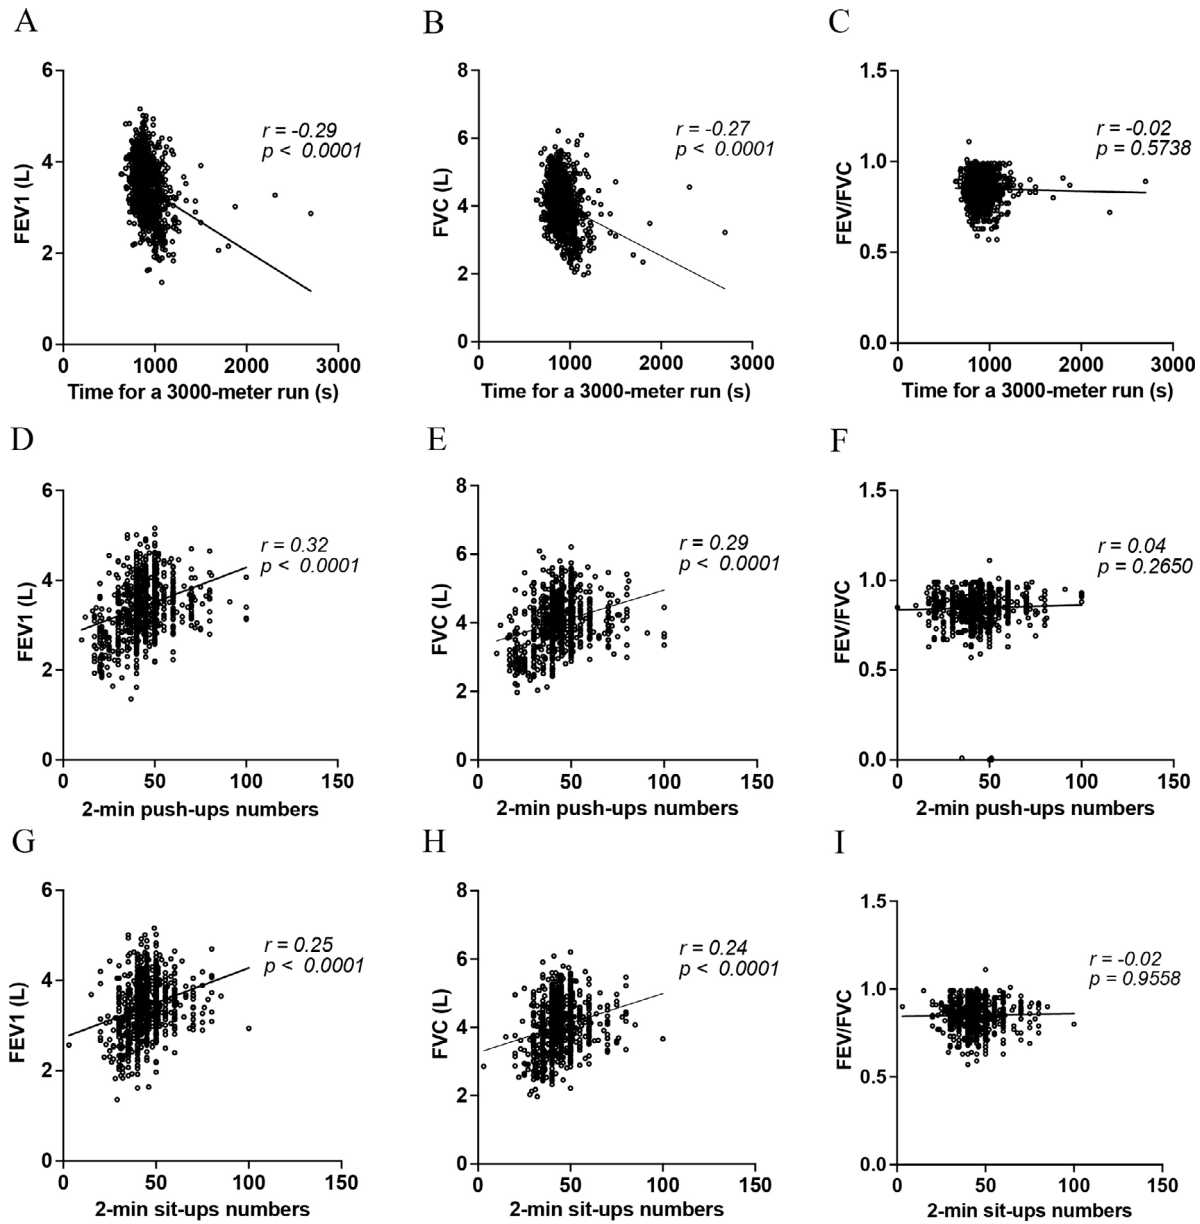 A
B
C
6
4
2
0
FEV1 (L)
r = -0.29
p < 0.0001
0
1000
2000
3000
Time for a 3000-meter run (s)
8
6
4
2
0
FVC (L)
r = -0.27
p < 0.0001
0
1000
2000
3000
Time for a 3000-meter run (s)
1.5
1.0
0.5
0.0
FEV/FVC
r = -0.02
p = 0.5738
0
1000
2000
3000
Time for a 3000-meter run (s)
D
E
F
6
4
2
0
FEV1 (L)
r = 0.32
p < 0.0001
0
50
100
150
2-min push-ups numbers
8
6
4
2
0
FVC (L)
r = 0.29
p < 0.0001
0
50
100
150
2-min push-ups numbers
1.5
1.0
0.5
0.0
FEV/FVC
r = 0.04
p = 0.2650
0
50
100
150
2-min push-ups numbers
G
H
I
6
4
2
0
FEV1 (L)
r = 0.25
p < 0.0001
0
50
100
150
2-min sit-ups numbers
8
6
4
2
0
FVC (L)
r = 0.24
p < 0.0001
0
50
100
150
2-min sit-ups numbers
1.5
1.0
0.5
0.0
FEV/FVC
r = -0.02
p = 0.9558
0
50
100
150
2-min sit-ups numbers